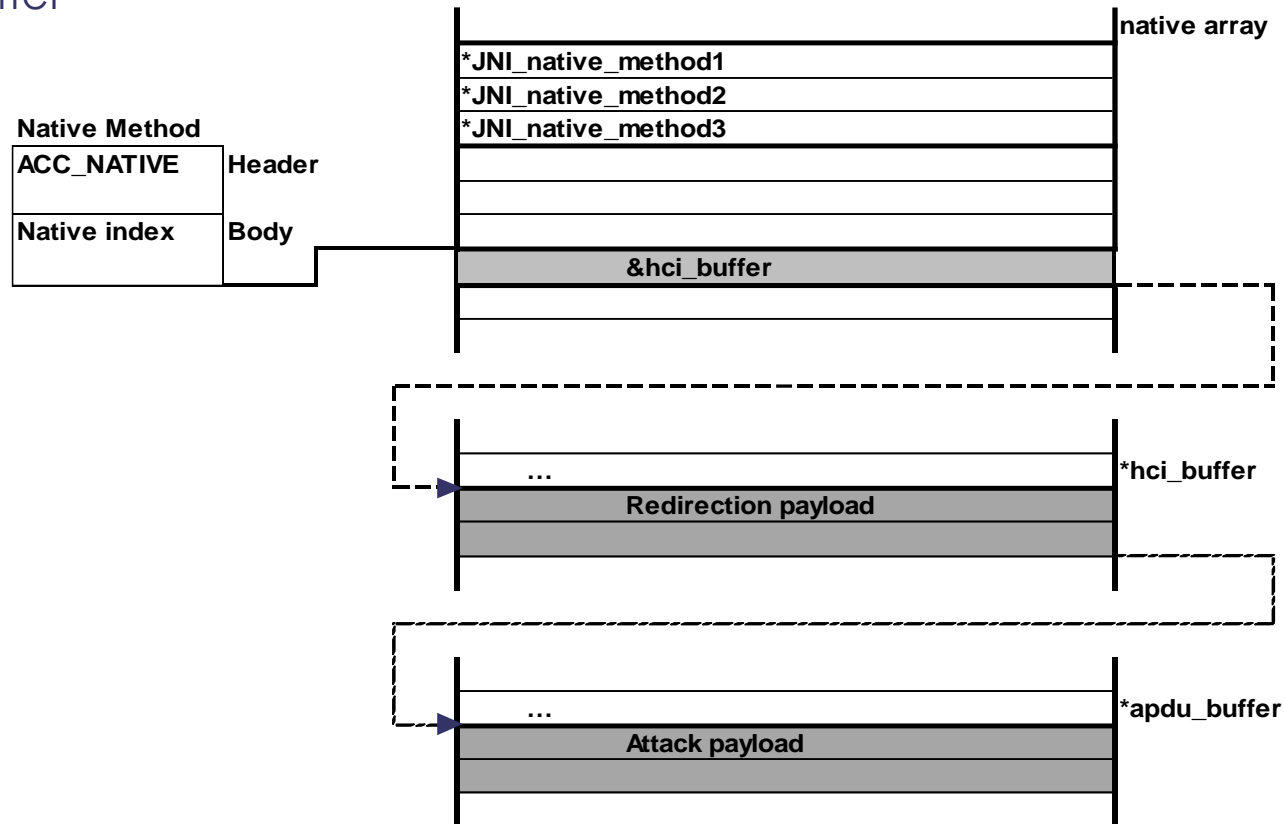 native array
*JNI_native_method1
*JNI_native_method2
*JNI_native_method3
Native Method
ACC_NATIVE
Header
Native index
Body
&hci_buffer
...
*hci_buffer
Redirection payload
...
*apdu_buffer
Attack payload